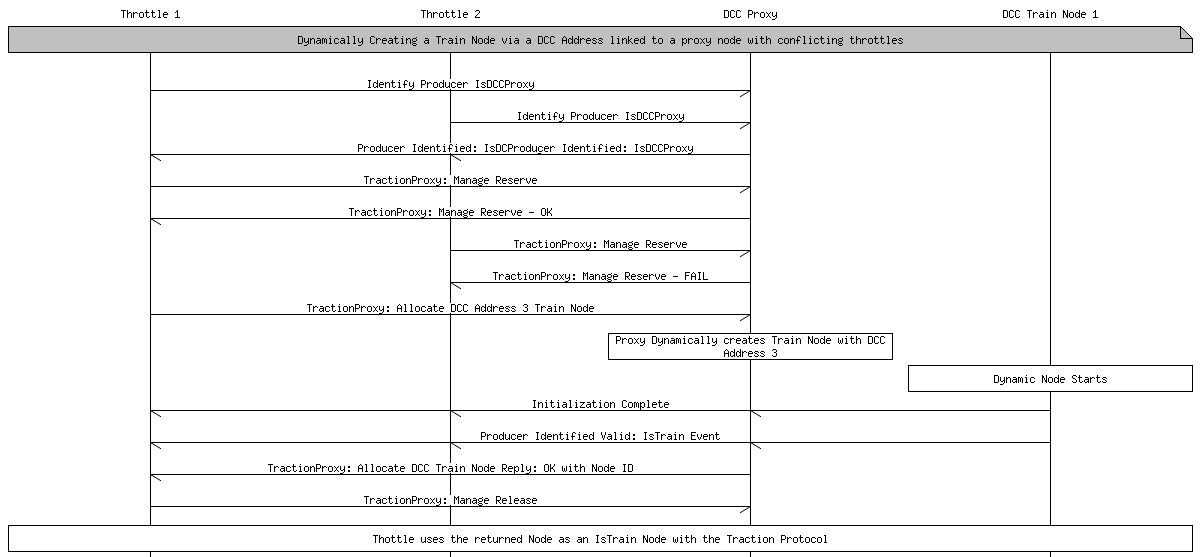 Throttle 1
Throttle 2
DCC Proxy
DCC Train Node 1
Dynamically Creating a Train Node via a DCC Address linked to a proxy node with conflicting throttles
Identify Producer IsDCCProxy
Identify Producer IsDCCProxy
Producer Identified: IsDCProducer Identified: IsDCCProxy
TractionProxy: Manage Reserve
TractionProxy: Manage Reserve - OK
TractionProxy: Manage Reserve
TractionProxy: Manage Reserve - FAIL
TractionProxy: Allocate DCC Address 3 Train Node
Proxy Dynamically creates Train Node with DCC
Address 3
Dynamic Node Starts
Initialization Complete
Producer Identified Valid: IsTrain Event
TractionProxy: Allocate DCC Train Node Reply: OK with Node ID
TractionProxy: Manage Release
Thottle uses the returned Node as an IsTrain Node with the Traction Protocol